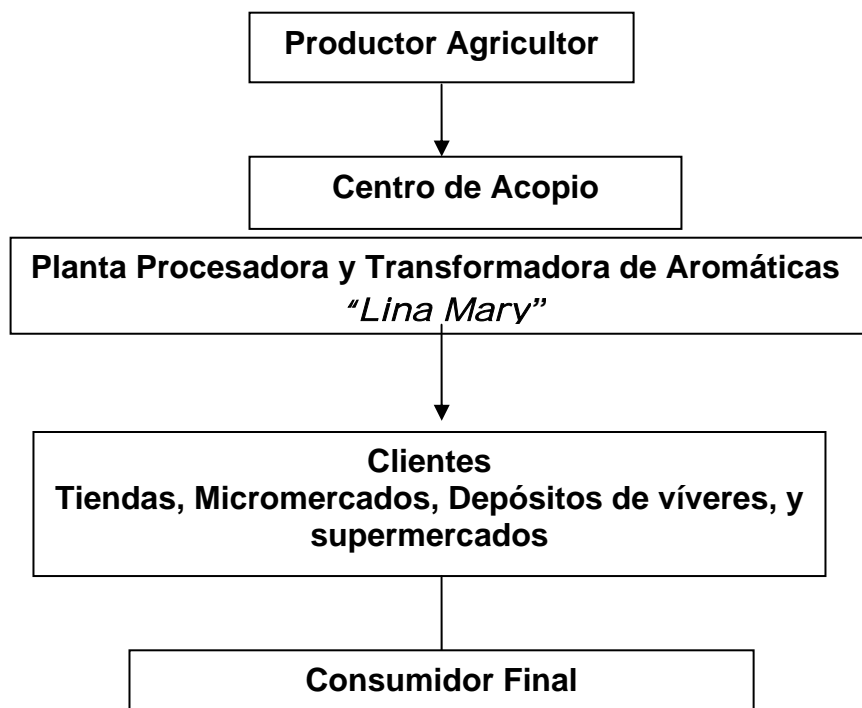 Productor Agricultor
Centro de Acopio
Planta Procesadora y Transformadora de Aromáticas
“Lina Mary”
Clientes
Tiendas, Micromercados, Depósitos de víveres, y
supermercados
Consumidor Final